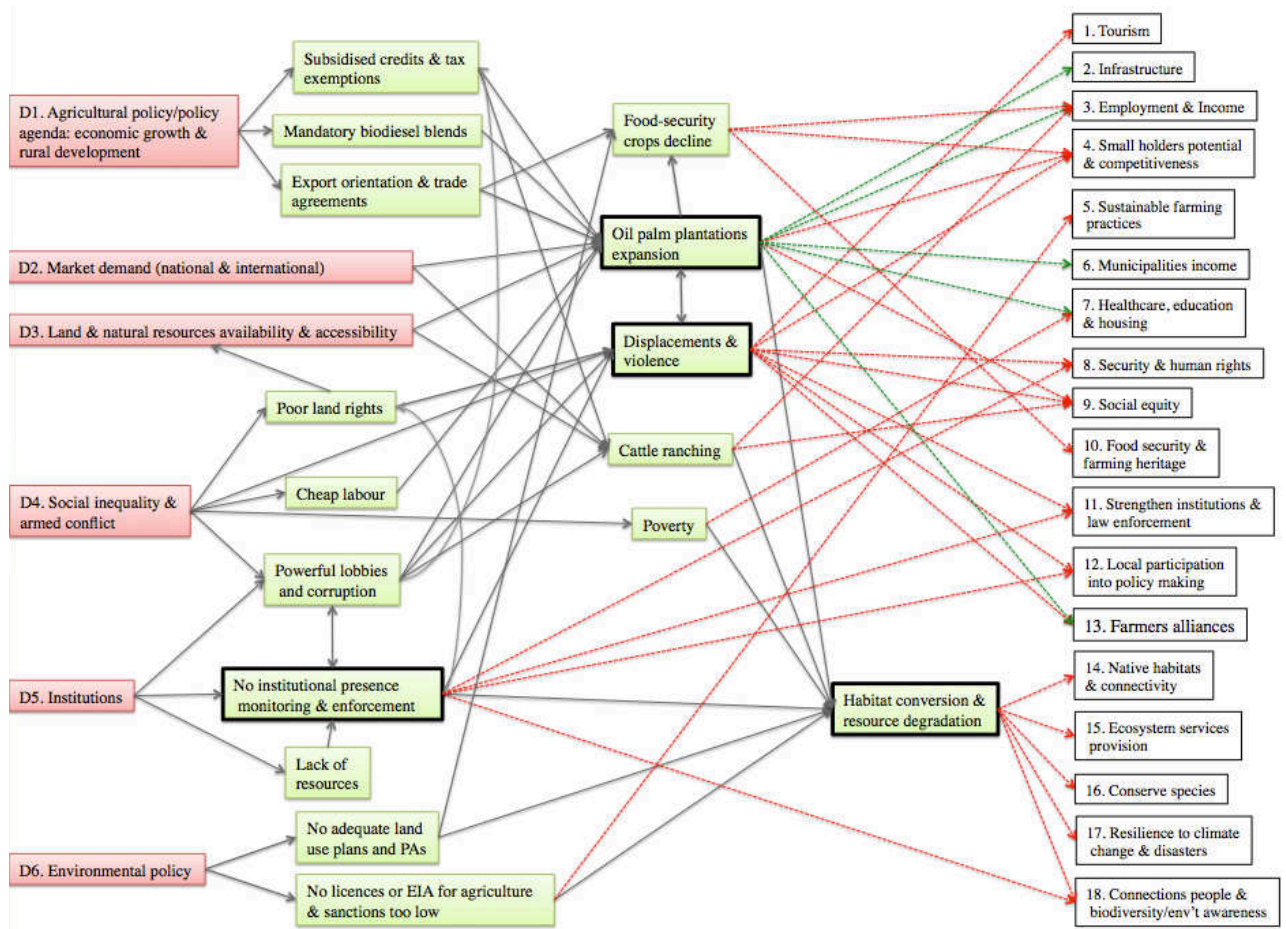 D1. Agricultural policy/policy
agenda: economic growth &
rural development
D2. Market demand (national & international)
D3. Land & natural resources availability & accessibility
D4. Social inequality &
armed conflict
D5. Institutions
D6. Environmental policy
Subsidised credits & tax
exemptions
Mandatory biodiesel blends
Export orientation & trade
agreements
Poor land rights
Cheap labour
Powerful lobbies
and corruption
No institutional presence
monitoring & enforcement
Lack of
resources
No adequate land
use plans and PAs
No licences or EIA for agriculture
& sanctions too low
Food-security
crops decline
Oil palm plantations
expansion
Displacements &
violence
Cattle ranching
Poverty
Habitat conversion &
resource degradation
1. Tourism
2. Infrastructure
3. Employment & Income
4. Small holders potential
& competitiveness
5. Sustainable farming
practices
6. Municipalities income
7. Healthcare, education
& housing
8. Security & human rights
9. Social equity
10. Food security &
farming heritage
11. Strengthen institutions &
law enforcement
12. Local participation
into policy making
13. Farmers alliances
14. Native habitats
& connectivity
15. Ecosystem services
provision
16. Conserve species
17. Resilience to climate
change & disasters
18. Connections people &
biodiversity/env't awareness